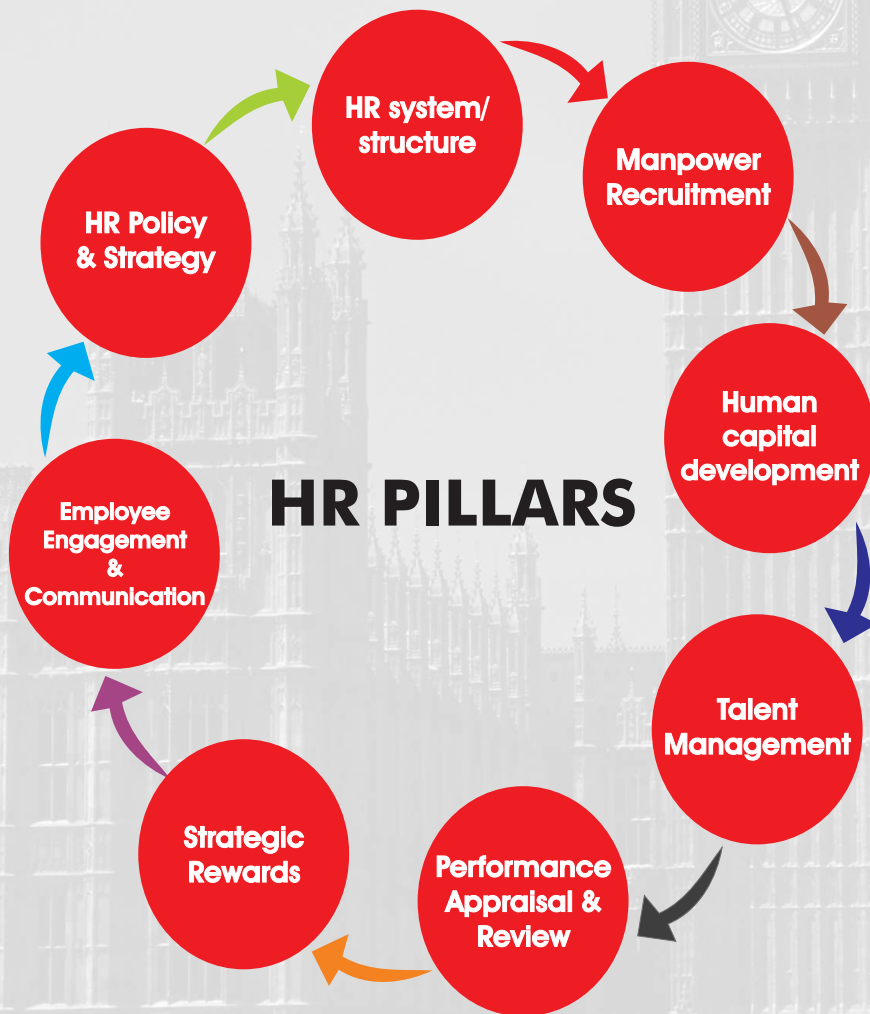 HR system/
structure
Manpower
Recruitment
Human
capital
development
Talent
Management
Performance
Appraisal &
Review
Strategic
Rewards
Employee
Engagement
&
Communication
HR Policy
& Strategy
HR PILLARS